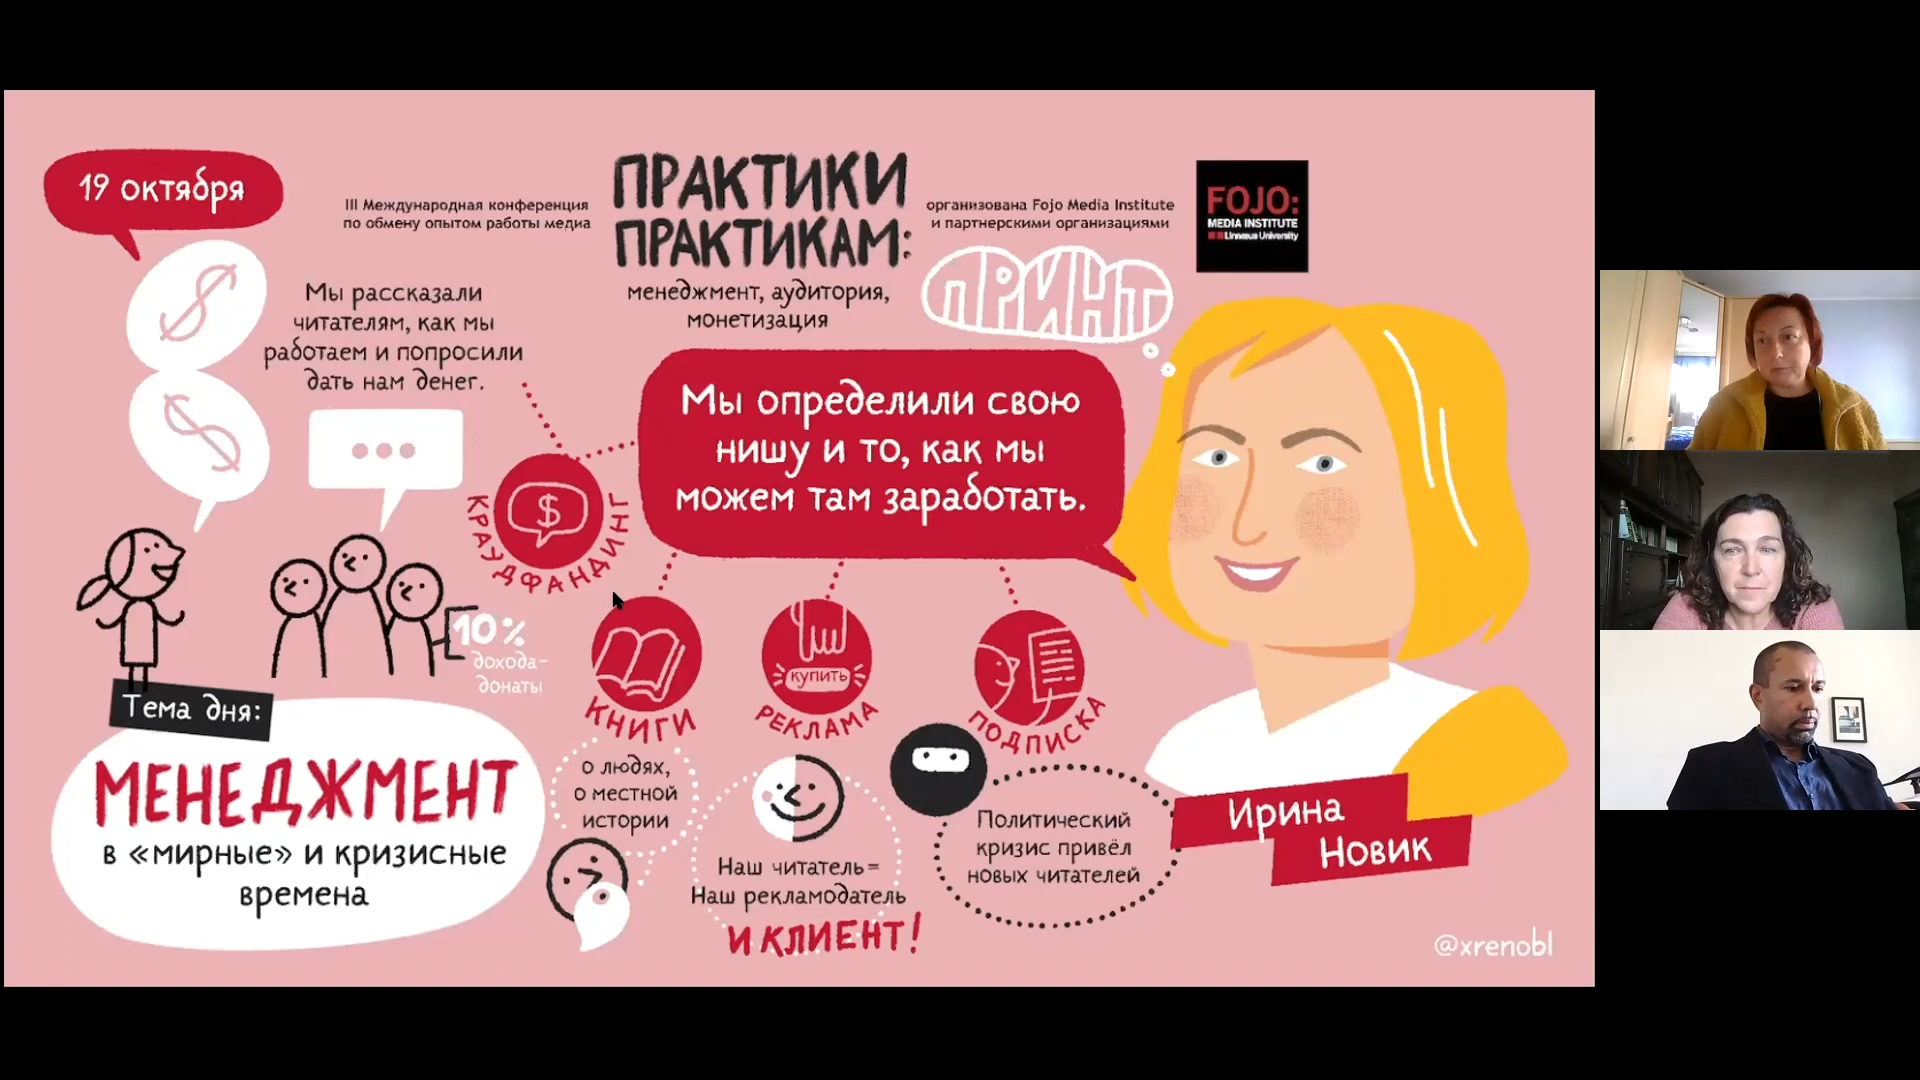 19 октября
III Международная конференция
по обмену опытом работы медиа
ПРАКТИКИ
ПРАКТИКАМ:
менеджмент, аудитория,
монетизация
организована Fojo Media Institute
и партнерскими организациями
FOJO:
MEDIA INSTITUTE
Linnaeus University
ПРИНТ
Мы рассказали
читателям, как мы
работаем и попросили
дать нам денег.
Мы определили свою
нишу и то, как мы
можем там заработать.
$
$
$
КРАУДФАНДИНГ
10%
дохода-
донаты
КНИГИ
о людях,
о местной
истории
купить
РЕКЛАМА
Наш читатель=
Наш рекламодатель
И КЛИЕНТ!
ПОДПИСКА
Политический
кризис привёл
новых читателей
Тема дня:
МЕНЕДЖМЕНТ
в «мирные» и кризисные
времена
Ирина
Новик
@xrenobl